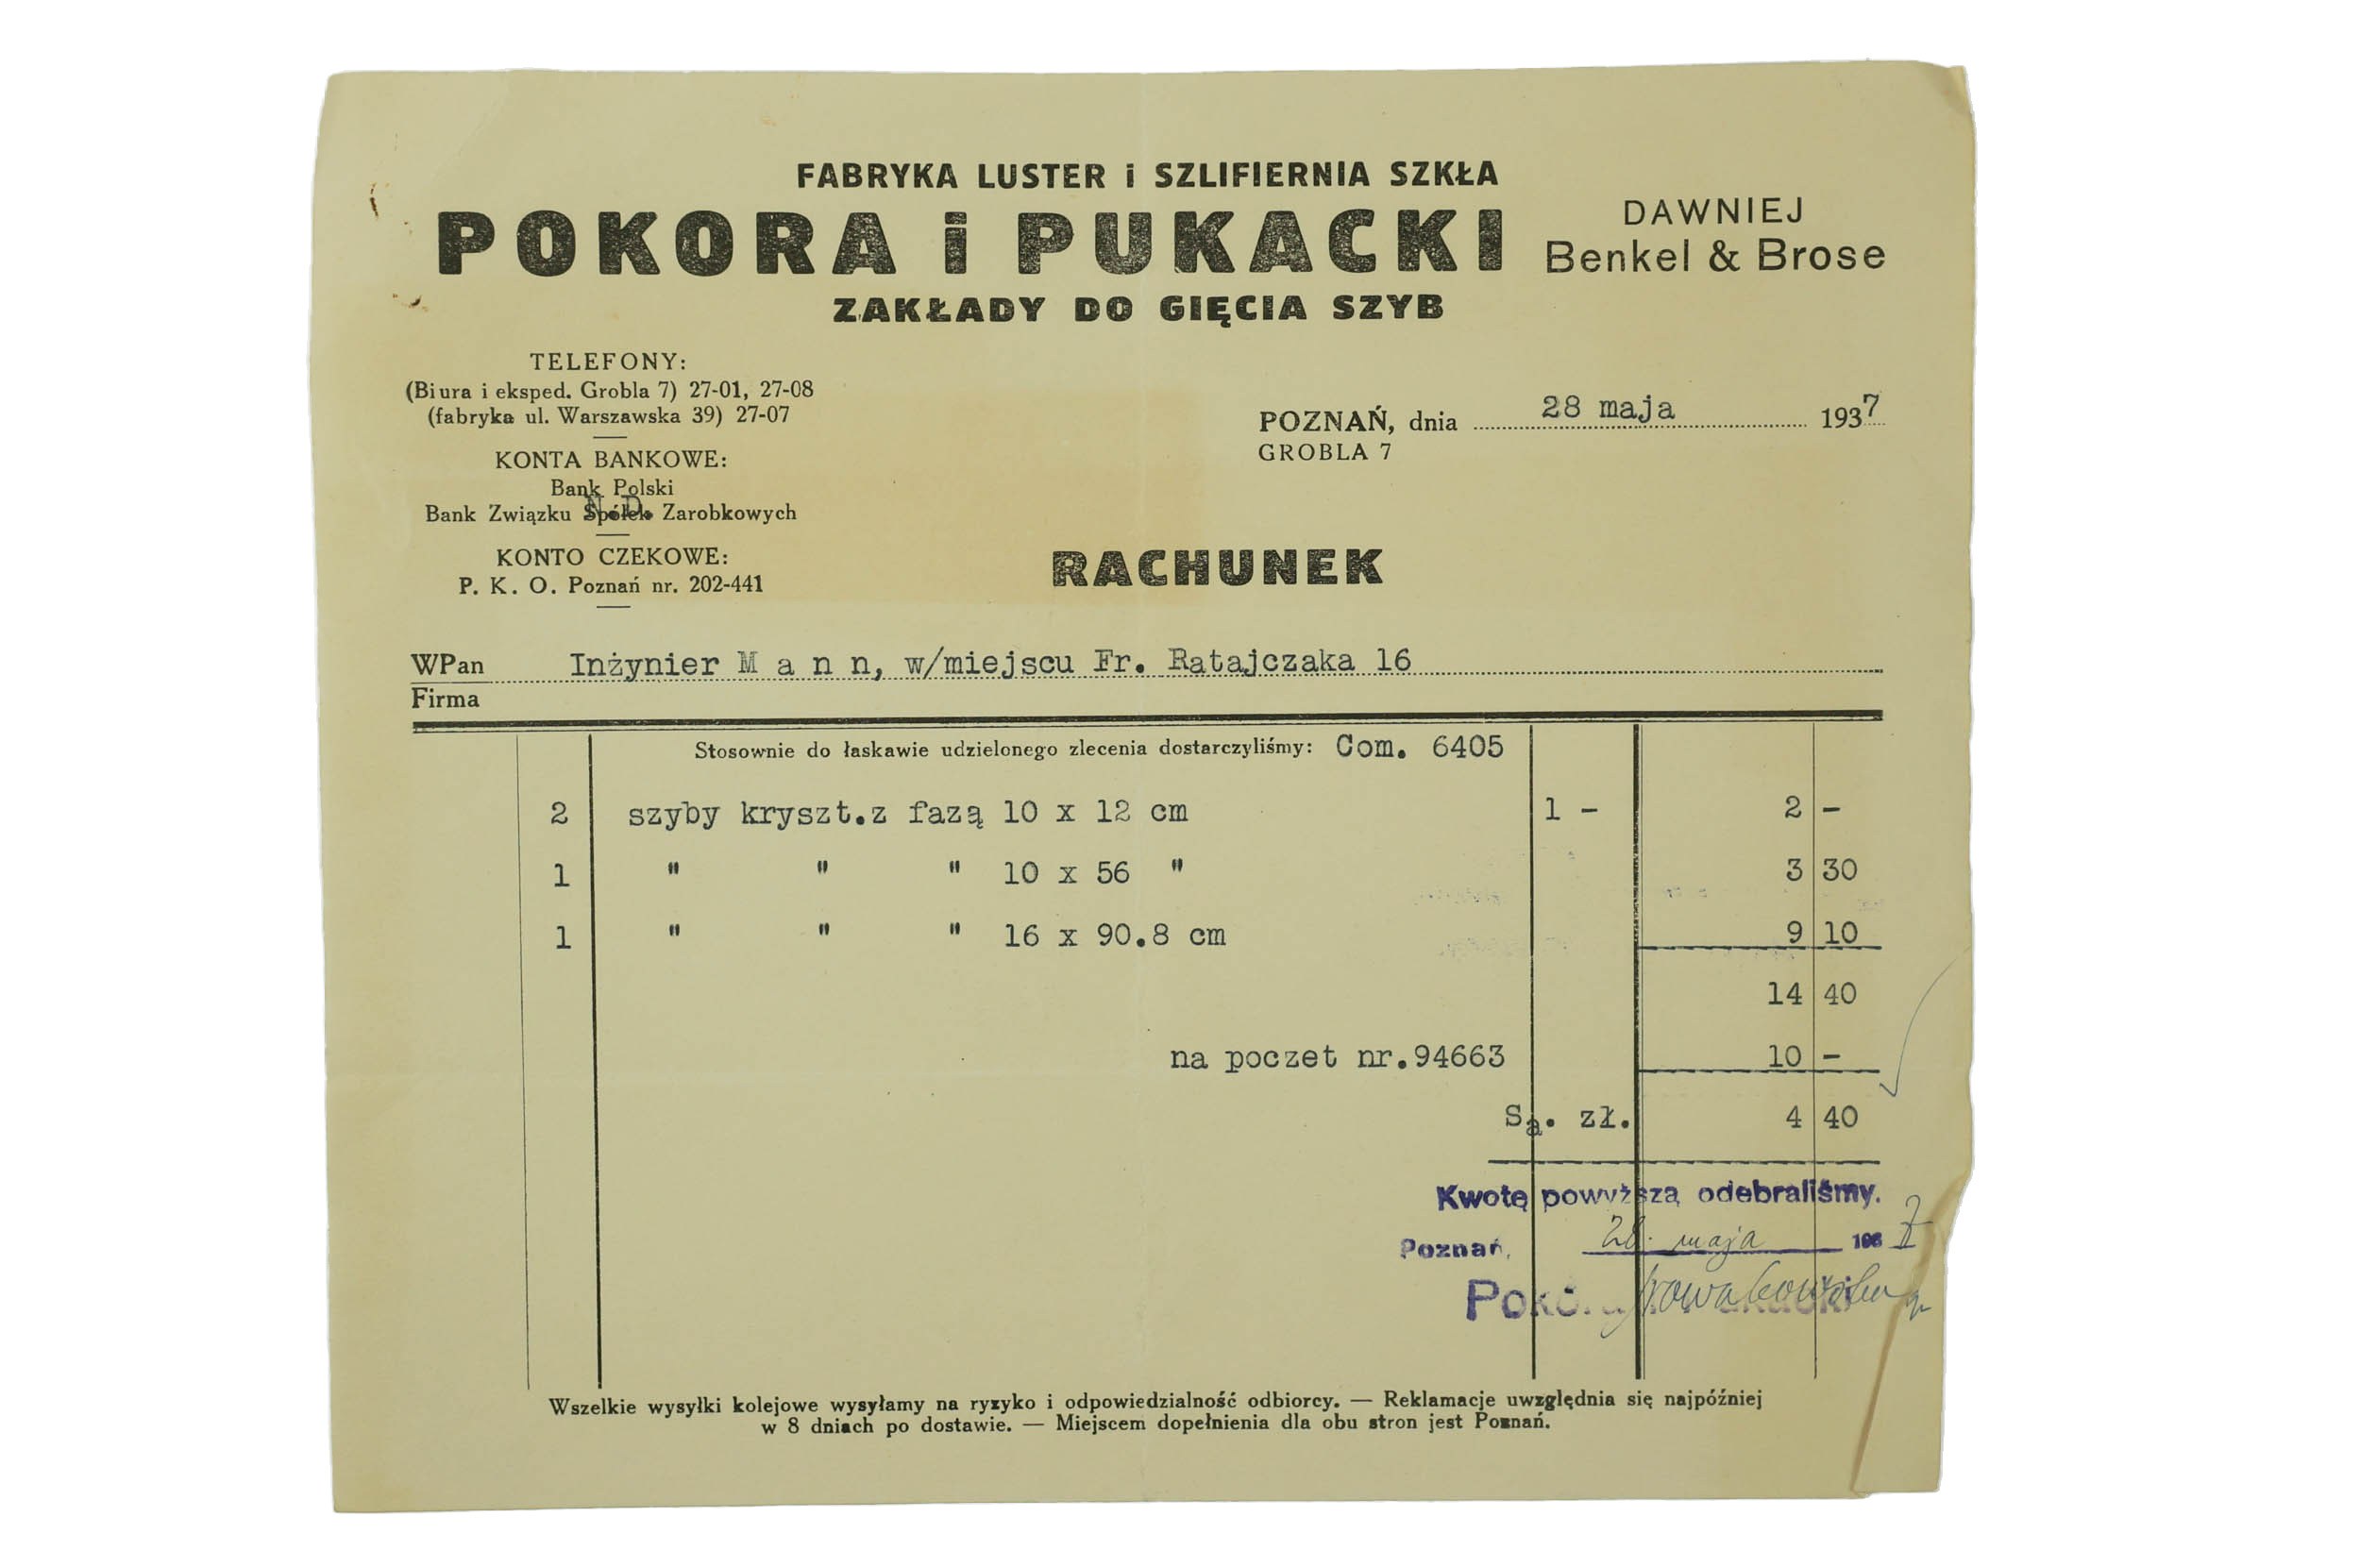 FABRYKA LUSTER i SZLIFIERNIA SZKŁA
POKORA i PUKACKI
ZAKŁADY DO GIĘCIA SZYB
DAWNIEJ
Benkel & Brose
TELEFONY:
(Biura i eksped. Grobla 7) 27-01, 27-08
(fabryka ul. Warszawska 39) 27-07
KONTA BANKOWE:
Bank Polski
Bank Związku Spółek Zarobkowych
KONTO CZEKOWE:
P. K. O. Poznań nr. 202-441
POZNAŃ, dnia 28 maja 1937
GROBLA 7
RACHUNEK
WPan Inżynier M a n n, w/miejscu Fr. Ratajczaka 16
Firma
Stosownie do łaskawie udzielonego zlecenia dostarczyliśmy: Com. 6405
2 szyby kryszt.z fazą 10 x 12 cm 1 - 2 -
1 " " " 10 x 56 " 3 30
1 " " " 16 x 90.8 cm 9 10
14 40
na poczet nr.94663 10 -
Sa. zł. 4 40
Kwotę powyższą odebraliśmy.
Poznań, 28. maja 193 7
Pokora i Pukacki
Wszelkie wysyłki kolejowe wysyłamy na ryzyko i odpowiedzialność odbiorcy. — Reklamacje uwzględnia się najpóźniej
w 8 dniach po dostawie. — Miejscem dopełnienia dla obu stron jest Poznań.